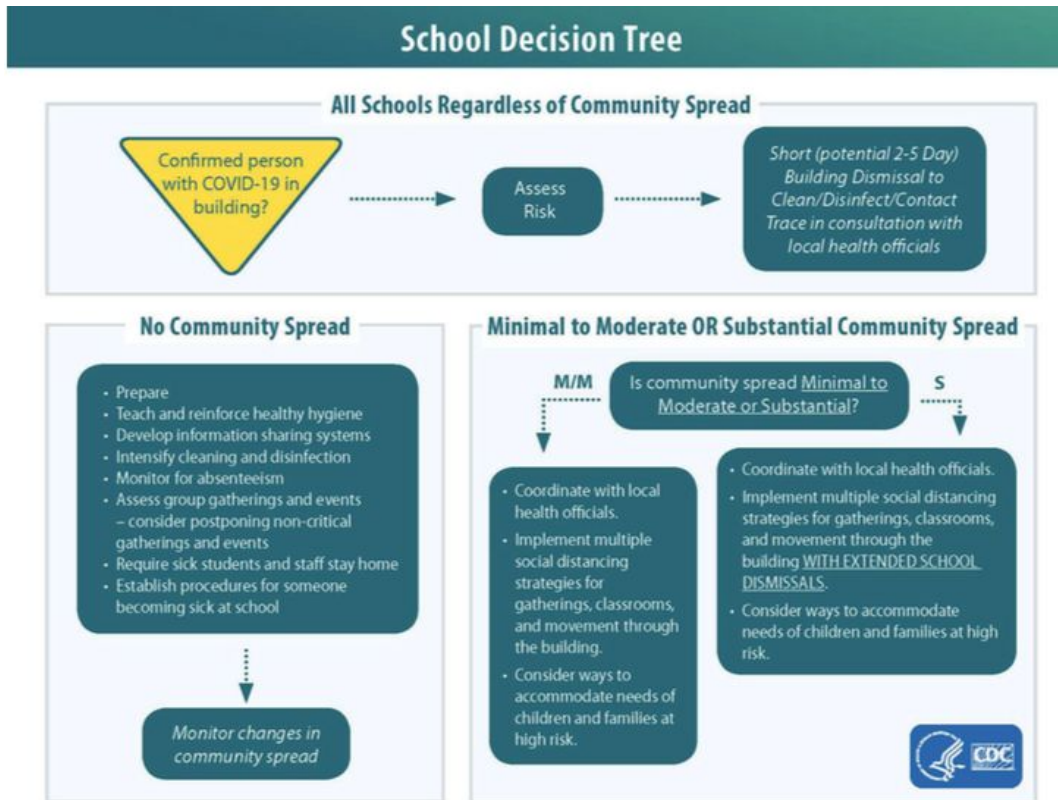 School Decision Tree
All Schools Regardless of Community Spread
Confirmed person
with COVID-19 in
building?
Assess
Risk
Short (potential 2-5 Day)
Building Dismissal to
Clean/Disinfect/Contact
Trace in consultation with
local health officials
No Community Spread
• Prepare
• Teach and reinforce healthy hygiene
• Develop information sharing systems
• Intensify cleaning and disinfection
• Monitor for absenteeism
• Assess group gatherings and events
– consider postponing non-critical
gatherings and events
• Require sick students and staff stay home
• Establish procedures for someone
becoming sick at school
Monitor changes in
community spread
Minimal to Moderate OR Substantial Community Spread
M/M
Is community spread Minimal to
Moderate or Substantial?
S
• Coordinate with local
health officials.
• Implement multiple
social distancing
strategies for
gatherings, classrooms,
and movement through
the building.
• Consider ways to
accommodate needs of
children and families at
high risk.
• Coordinate with local health officials.
• Implement multiple social distancing
strategies for gatherings, classrooms,
and movement through the
building WITH EXTENDED SCHOOL
DISMISSALS.
• Consider ways to accommodate
needs of children and families at high
risk.
CDC